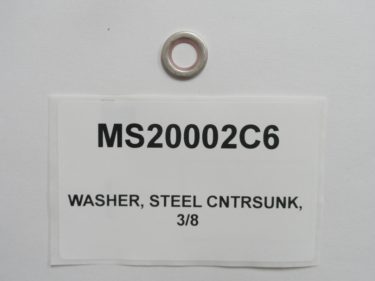 MS20002C6
WASHER, STEEL CNTRSUNK,
3/8